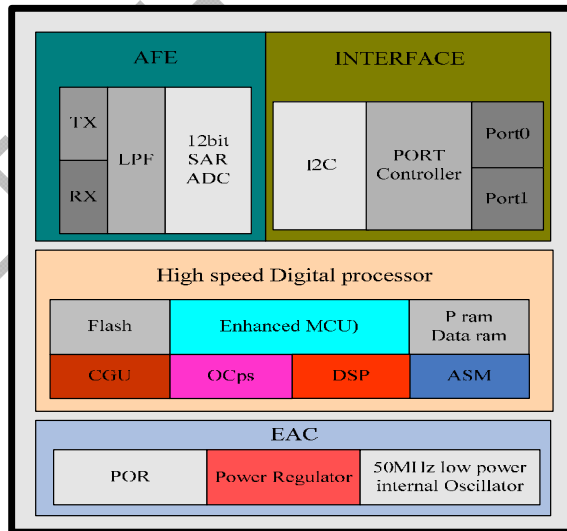 AFE
INTERFACE
TX
RX
LPF
12bit
SAR
ADC
I2C
PORT
Controller
Port0
Port1
High speed Digital processor
Flash
Enhanced MCU)
P ram
Data ram
CGU
OCps
DSP
ASM
EAC
POR
Power Regulator
50MHz low power
internal Oscillator